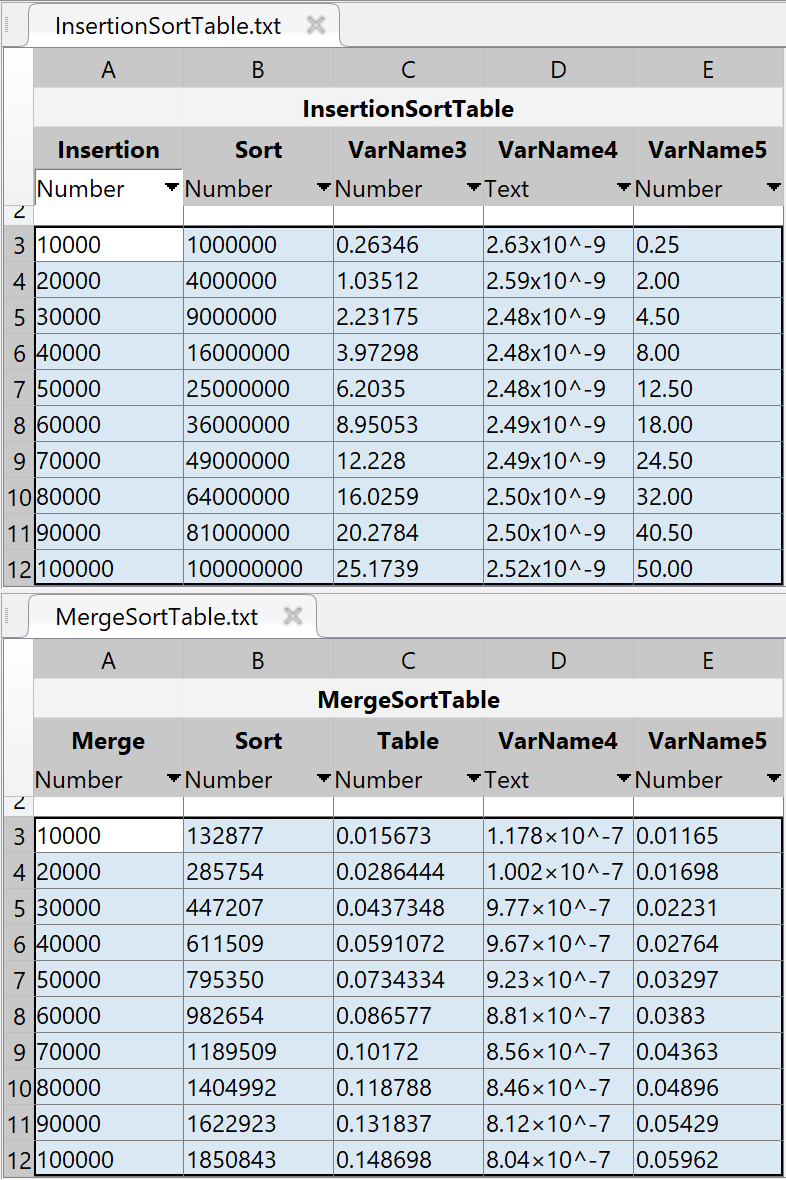 InsertionSortTable.txt
A B C D E
InsertionSortTable
Insertion Sort VarName3 VarName4 VarName5
Number Number Number Text Number
2
3 10000 1000000 0.26346 2.63x10^-9 0.25
4 20000 4000000 1.03512 2.59x10^-9 2.00
5 30000 9000000 2.23175 2.48x10^-9 4.50
6 40000 16000000 3.97298 2.48x10^-9 8.00
7 50000 25000000 6.2035 2.48x10^-9 12.50
8 60000 36000000 8.95053 2.49x10^-9 18.00
9 70000 49000000 12.228 2.49x10^-9 24.50
10 80000 64000000 16.0259 2.50x10^-9 32.00
11 90000 81000000 20.2784 2.50x10^-9 40.50
12 100000 100000000 25.1739 2.52x10^-9 50.00
MergeSortTable.txt
A B C D E
MergeSortTable
Merge Sort Table VarName4 VarName5
Number Number Number Text Number
2
3 10000 132877 0.015673 1.178×10^-7 0.01165
4 20000 285754 0.0286444 1.002×10^-7 0.01698
5 30000 447207 0.0437348 9.77×10^-7 0.02231
6 40000 611509 0.0591072 9.67×10^-7 0.02764
7 50000 795350 0.0734334 9.23×10^-7 0.03297
8 60000 982654 0.086577 8.81×10^-7 0.0383
9 70000 1189509 0.10172 8.56×10^-7 0.04363
10 80000 1404992 0.118788 8.46×10^-7 0.04896
11 90000 1622923 0.131837 8.12×10^-7 0.05429
12 100000 1850843 0.148698 8.04×10^-7 0.05962